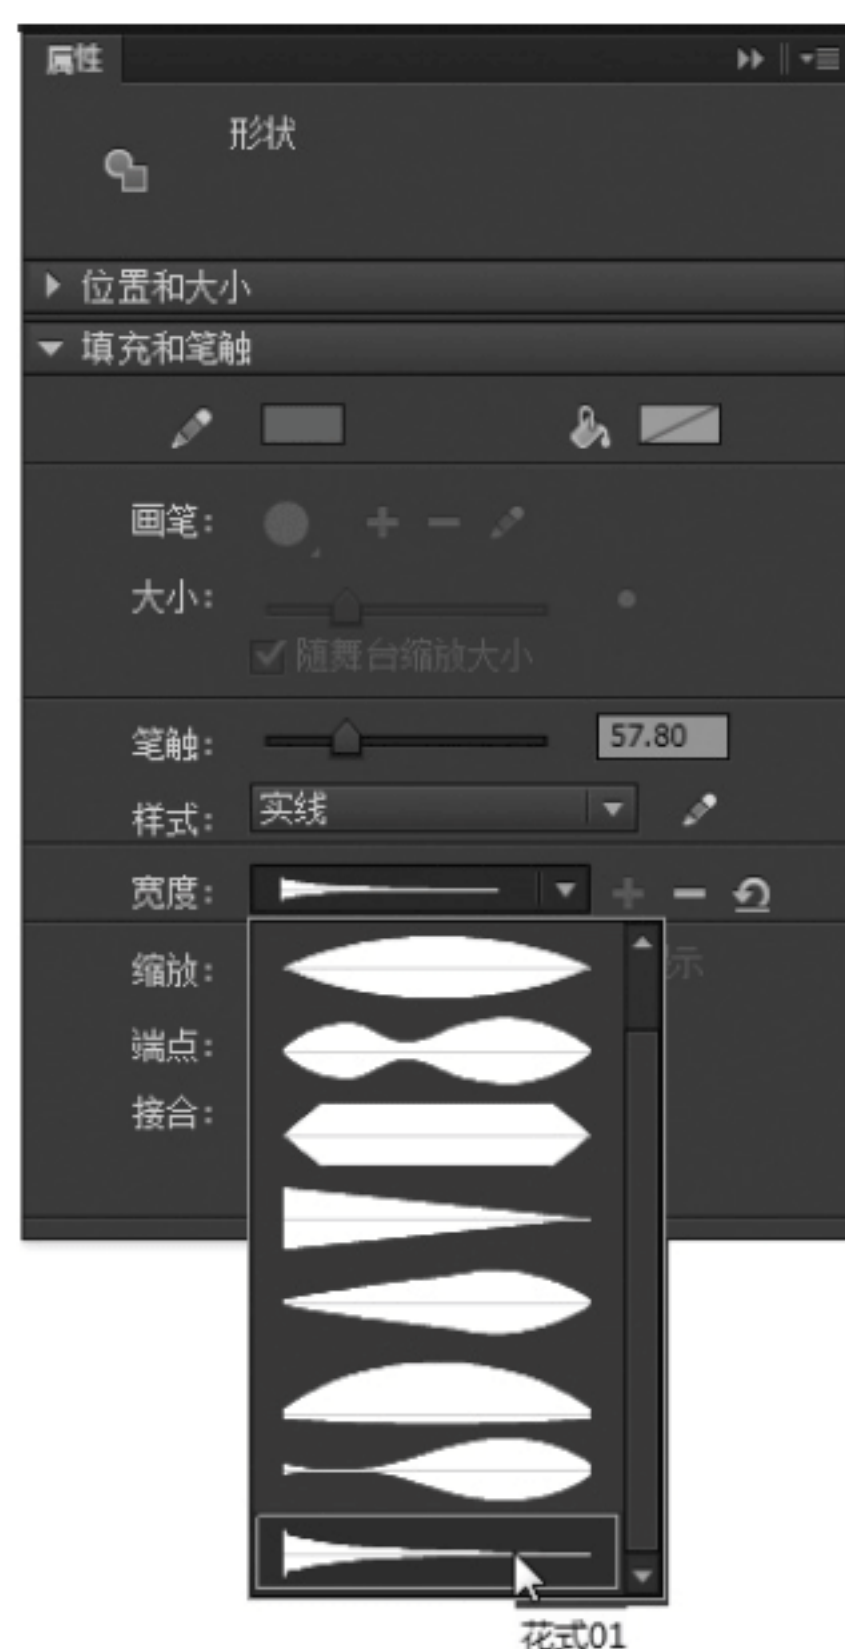 属性
形状
位置和大小
填充和笔触
画笔:
大小:
随舞台缩放大小
笔触: 57.80
样式: 实线
宽度:
缩放: 示
端点:
接合:
花式01